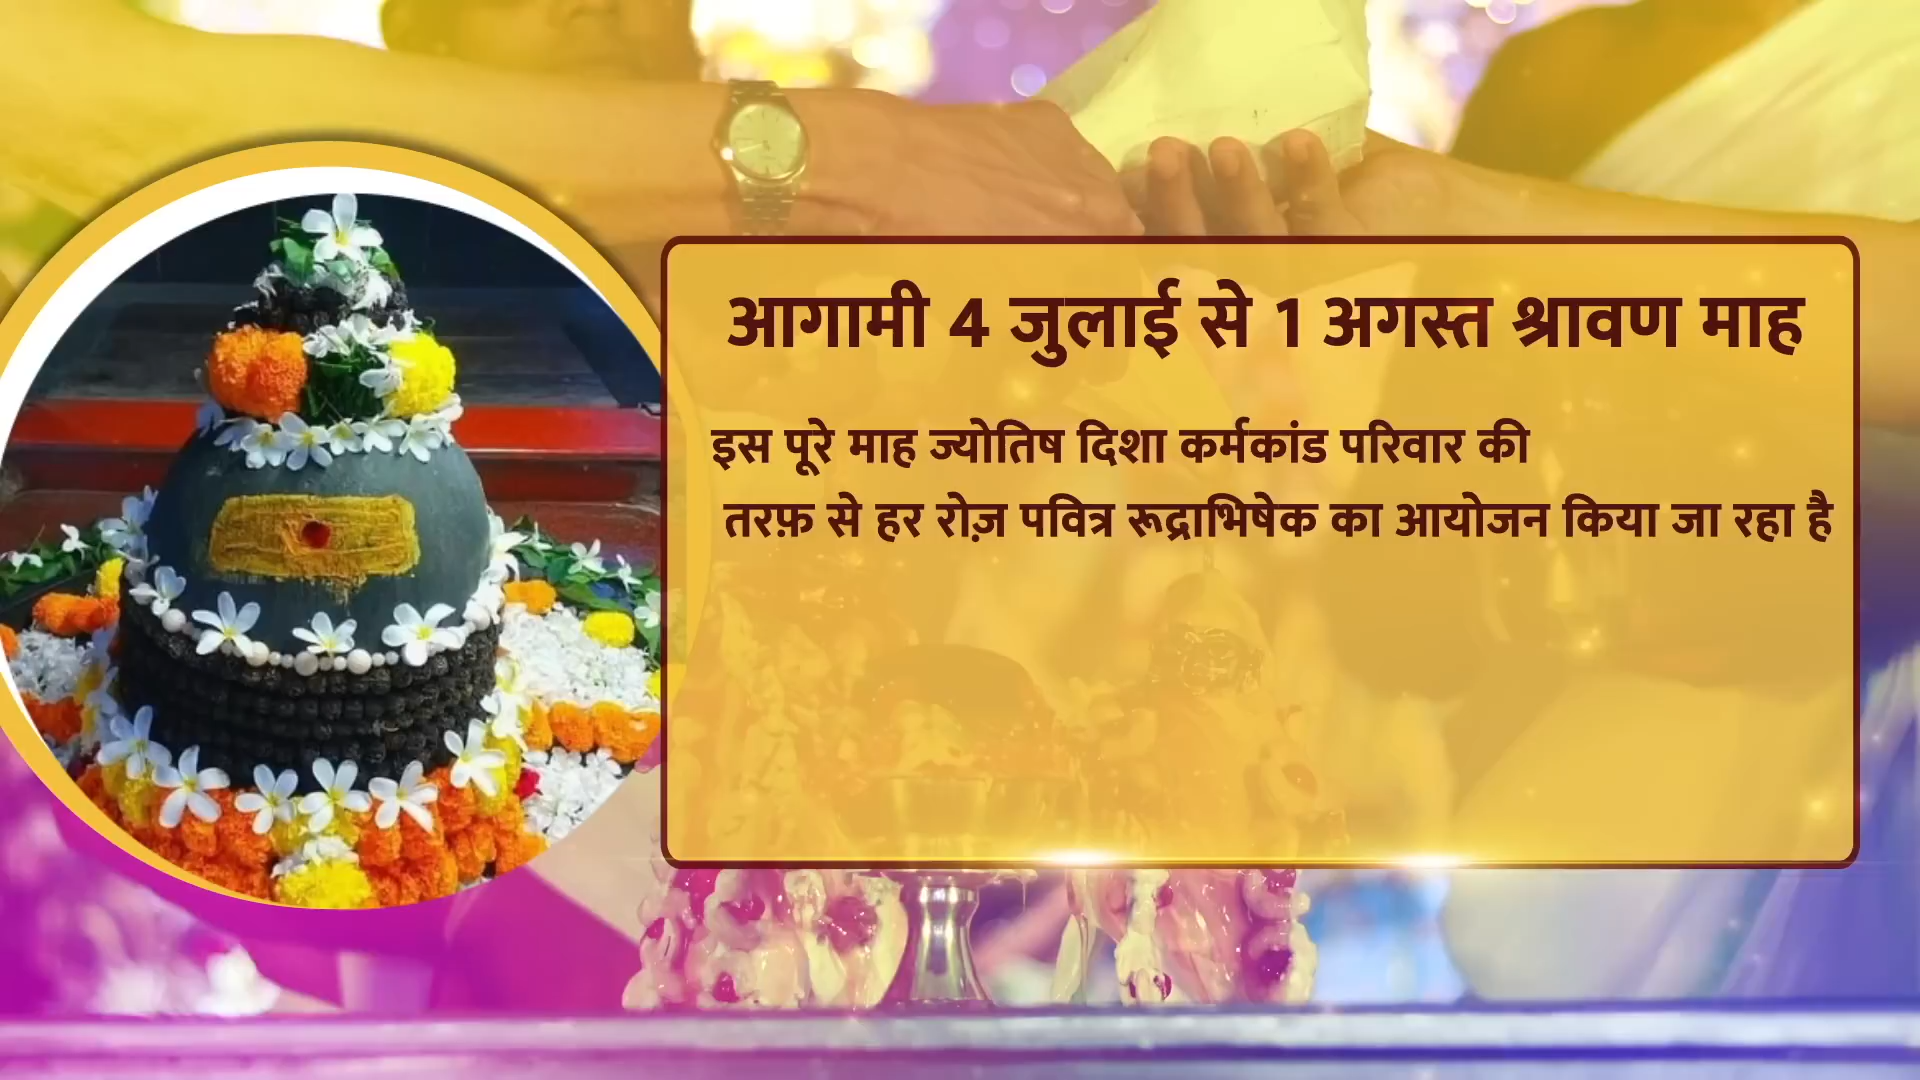 आगामी 4 जुलाई से 1 अगस्त श्रावण माह
इस पूरे माह ज्योतिष दिशा कर्मकांड परिवार की
तरफ़ से हर रोज़ पवित्र रूद्राभिषेक का आयोजन किया जा रहा है